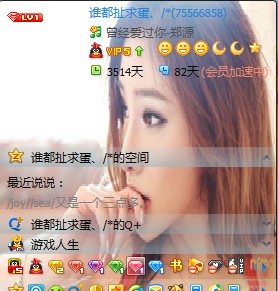 LV1
谁都扯求蛋、/*(75566858)
曾经爱过你-郑源
VIP 5
3514天 82天 (会员加速中)
谁都扯求蛋、/*的空间
最近说说：
/joy//sea/又是一个三点多
谁都扯求蛋、/*的Q+
游戏人生